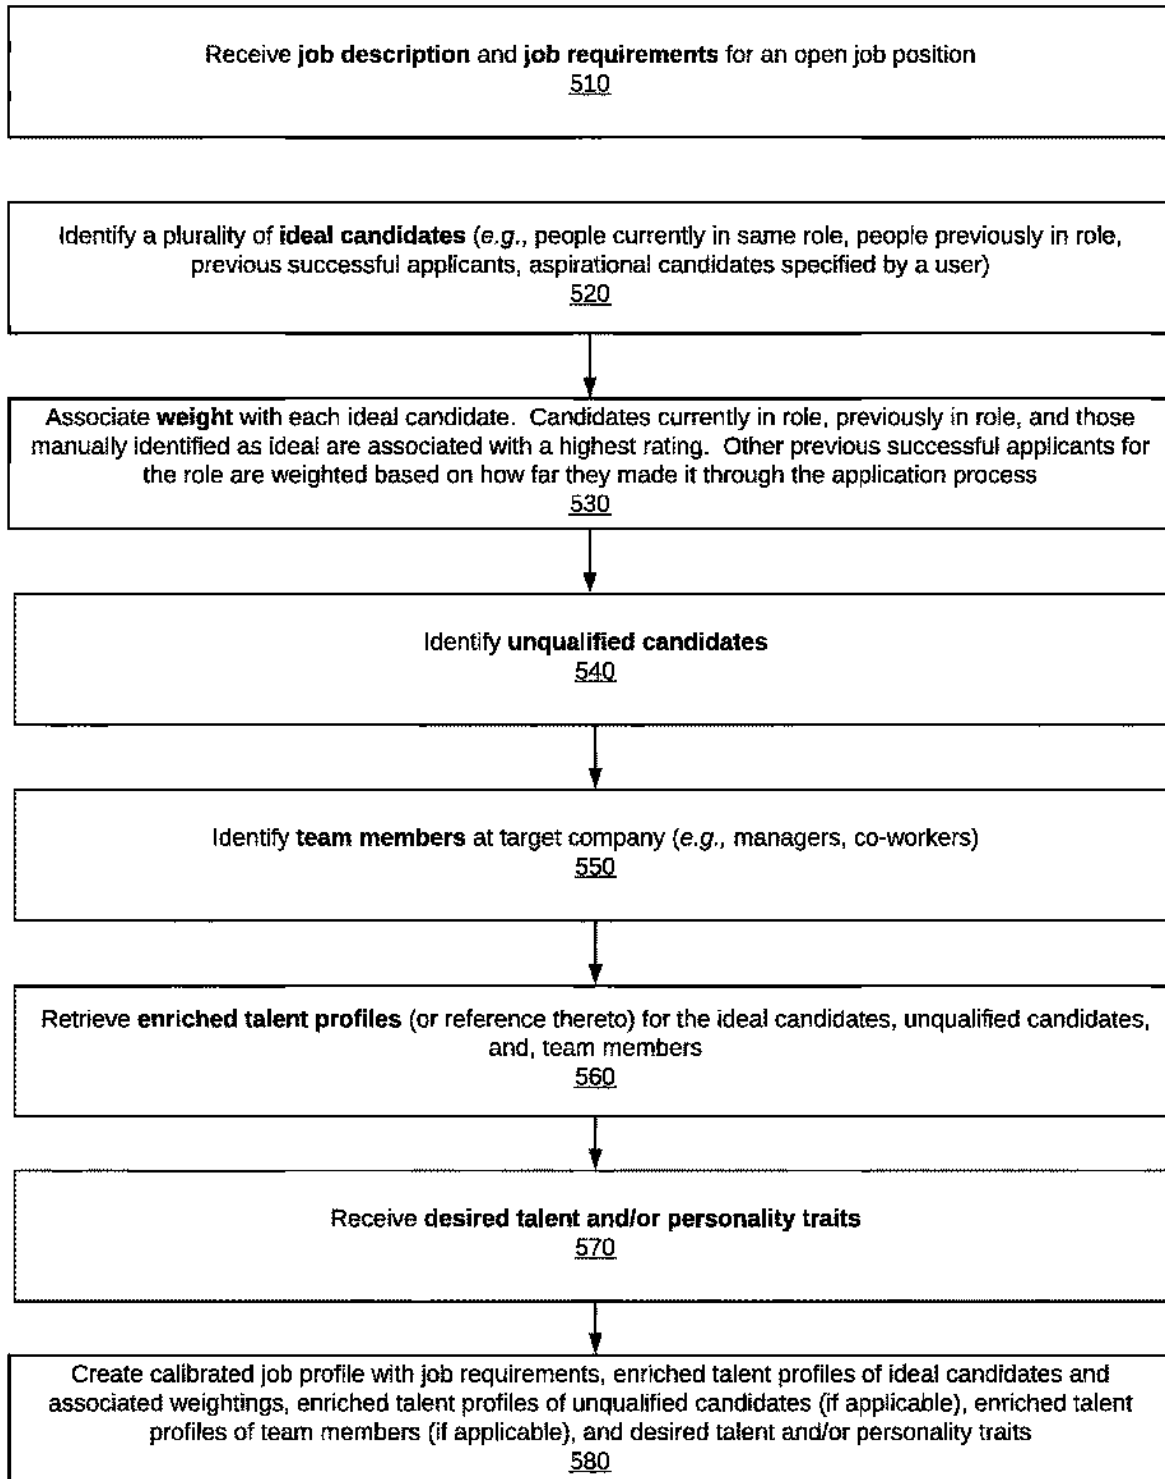 Receive job description and job requirements for an open job position
510
Identify a plurality of ideal candidates (e.g., people currently in same role, people previously in role,
previous successful applicants, aspirational candidates specified by a user)
520
Associate weight with each ideal candidate. Candidates currently in role, previously in role, and those
manually identified as ideal are associated with a highest rating. Other previous successful applicants for
the role are weighted based on how far they made it through the application process
530
Identify unqualified candidates
540
Identify team members at target company (e.g., managers, co-workers)
550
Retrieve enriched talent profiles (or reference thereto) for the ideal candidates, unqualified candidates,
and, team members
560
Receive desired talent and/or personality traits
570
Create calibrated job profile with job requirements, enriched talent profiles of ideal candidates and
associated weightings, enriched talent profiles of unqualified candidates (if applicable), enriched talent
profiles of team members (if applicable), and desired talent and/or personality traits
580